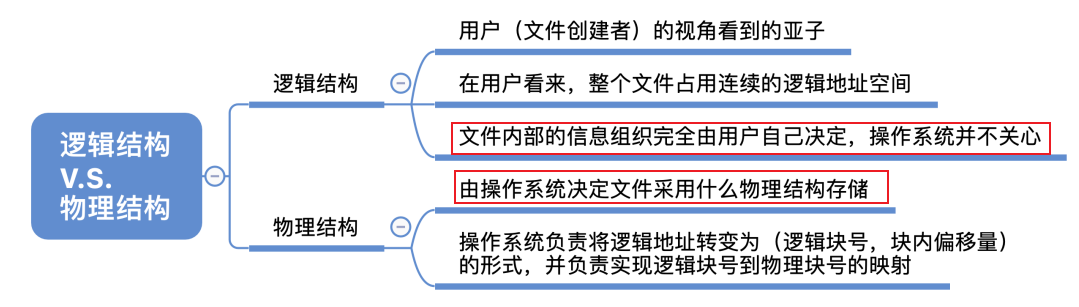 逻辑结构
V.S.
物理结构
逻辑结构
用户（文件创建者）的视角看到的亚子
在用户看来，整个文件占用连续的逻辑地址空间
文件内部的信息组织完全由用户自己决定，操作系统并不关心
物理结构
由操作系统决定文件采用什么物理结构存储
操作系统负责将逻辑地址转变为（逻辑块号，块内偏移量）
的形式，并负责实现逻辑块号到物理块号的映射